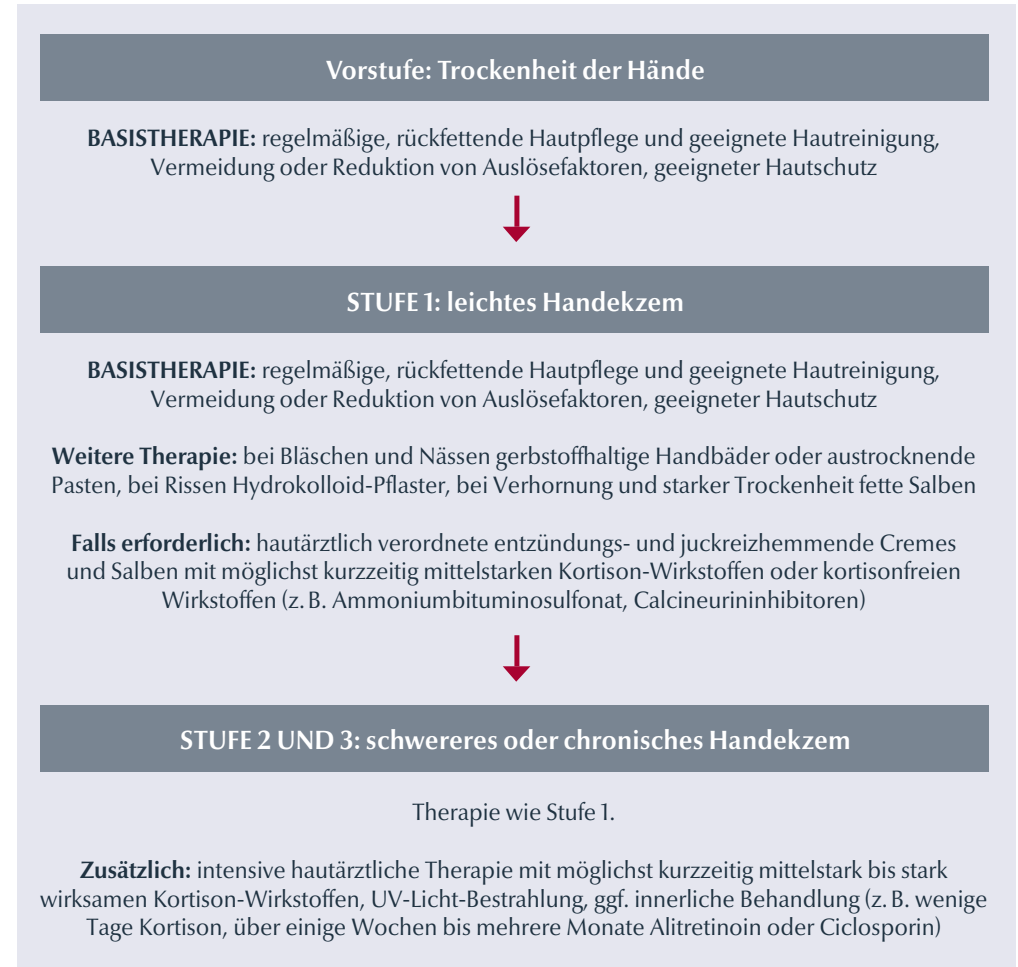 Vorstufe: Trockenheit der Hände
BASISTHERAPIE: regelmäßige, rückfettende Hautpflege und geeignete Hautreinigung,
Vermeidung oder Reduktion von Auslösefaktoren, geeigneter Hautschutz
STUFE 1: leichtes Handekzem
BASISTHERAPIE: regelmäßige, rückfettende Hautpflege und geeignete Hautreinigung,
Vermeidung oder Reduktion von Auslösefaktoren, geeigneter Hautschutz
Weitere Therapie: bei Bläschen und Nässen gerbstoffhaltige Handbäder oder austrocknende
Pasten, bei Rissen Hydrokolloid-Pflaster, bei Verhornung und starker Trockenheit fette Salben
Falls erforderlich: hautärztlich verordnete entzündungs- und juckreizhemmende Cremes
und Salben mit möglichst kurzzeitig mittelstarken Kortison-Wirkstoffen oder kortisonfreien
Wirkstoffen (z. B. Ammoniumbituminosulfonat, Calcineurininhibitoren)
STUFE 2 UND 3: schwereres oder chronisches Handekzem
Therapie wie Stufe 1.
Zusätzlich: intensive hautärztliche Therapie mit möglichst kurzzeitig mittelstark bis stark
wirksamen Kortison-Wirkstoffen, UV-Licht-Bestrahlung, ggf. innerliche Behandlung (z. B. wenige
Tage Kortison, über einige Wochen bis mehrere Monate Alitretinoin oder Ciclosporin)